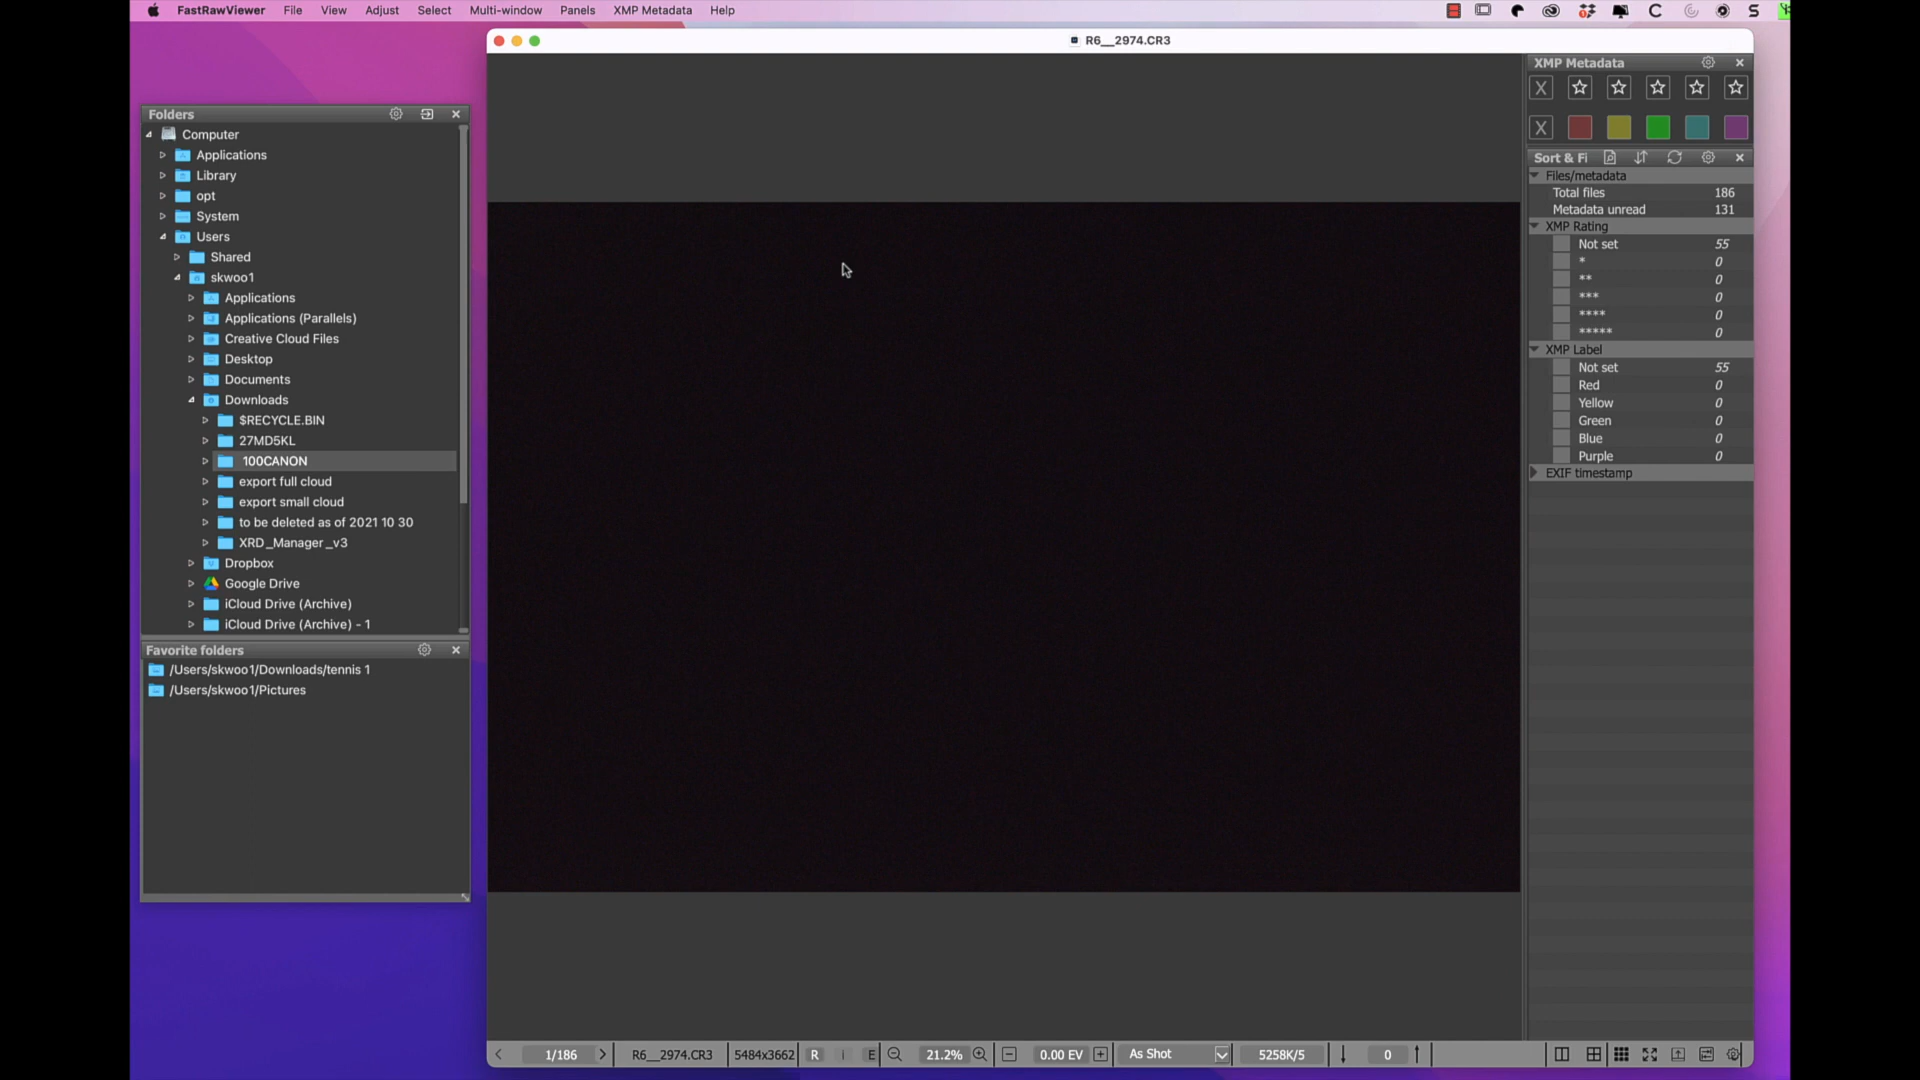 FastRawViewer File View Adjust Select Multi-window Panels XMP Metadata Help
R6__2974.CR3
Folders
Computer
Applications
Library
opt
System
Users
Shared
skwoo1
Applications
Applications (Parallels)
Creative Cloud Files
Desktop
Documents
Downloads
$RECYCLE.BIN
27MD5KL
100CANON
export full cloud
export small cloud
to be deleted as of 2021 10 30
XRD_Manager_v3
Dropbox
Google Drive
iCloud Drive (Archive)
iCloud Drive (Archive) - 1
Favorite folders
/Users/skwoo1/Downloads/tennis 1
/Users/skwoo1/Pictures
XMP Metadata
X
X
Sort & Fi
Files/metadata
Total files 186
Metadata unread 131
XMP Rating
Not set 55
* 0
** 0
*** 0
**** 0
***** 0
XMP Label
Not set 55
Red 0
Yellow 0
Green 0
Blue 0
Purple 0
EXIF timestamp
1/186 R6__2974.CR3 5484x3662 R i E 21.2% 0.00 EV As Shot 5258K/5 0